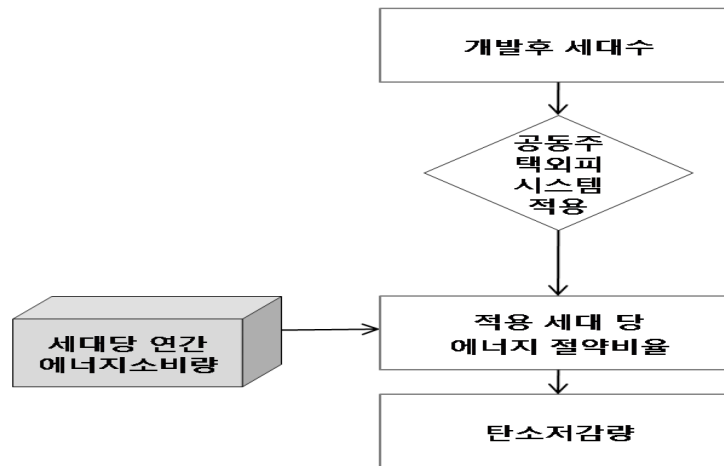 개발후 세대수
공동주
택외피
시스템
적용
세대당 연간
에너지소비량
적용 세대 당
에너지 절약비율
탄소저감량